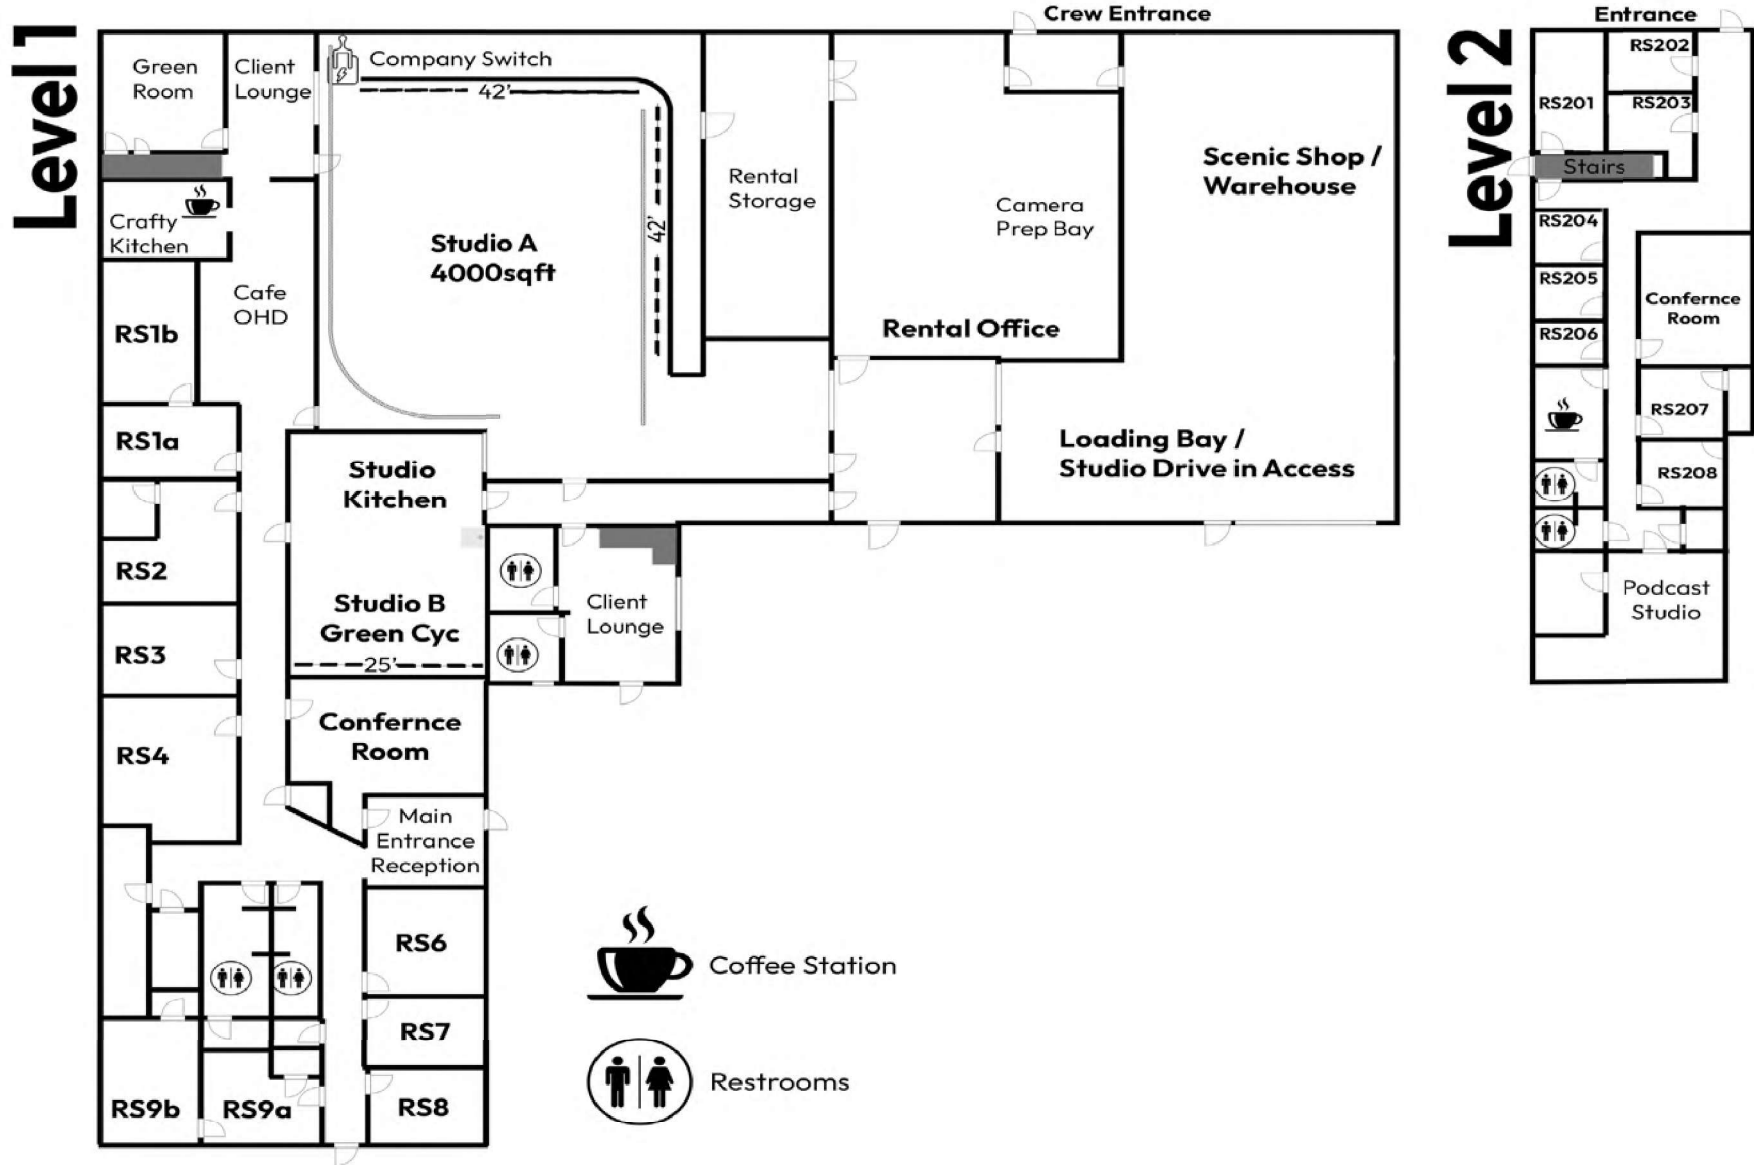 Level 1
Crew Entrance
Green
Room
Client
Lounge
Company Switch
42'
42'
Studio A
4000sqft
Rental
Storage
Camera
Prep Bay
Rental Office
Scenic Shop /
Warehouse
Loading Bay /
Studio Drive in Access
Crafty
Kitchen
Cafe
OHD
RS1b
RS1a
RS2
RS3
RS4
Studio
Kitchen
Studio B
Green Cyc
25'
Client
Lounge
Confernce
Room
Main
Entrance
Reception
RS6
RS7
RS8
RS9b
RS9a
Coffee Station
Restrooms
Level 2
Entrance
RS202
RS201
RS203
Stairs
RS204
RS205
RS206
Confernce
Room
RS207
RS208
Podcast
Studio